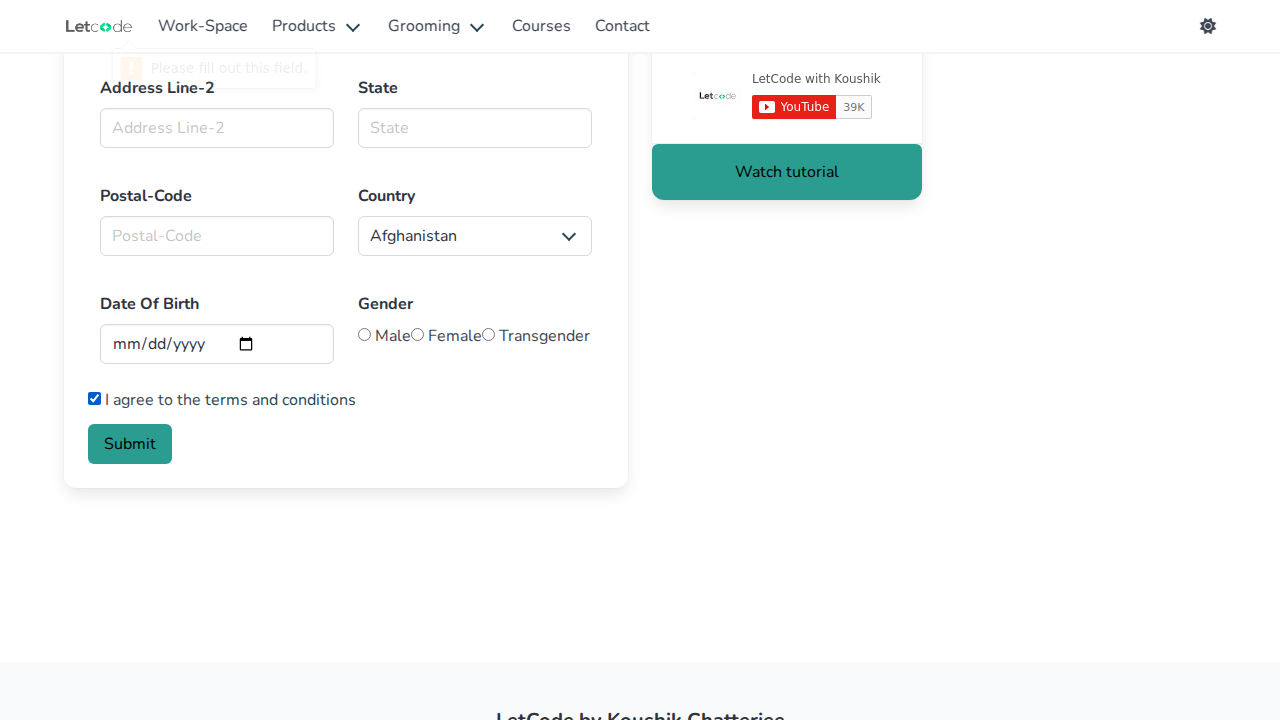 Letcode Work-Space Products Grooming Courses Contact
Please fill out this field.
Address Line-2 State
Address Line-2 State
Postal-Code Country
Postal-Code Afghanistan
Date Of Birth Gender
mm/dd/yyyy Male Female Transgender
I agree to the terms and conditions
Submit
LetCode with Koushik
Letcode YouTube 39K
Watch tutorial
LetCode by Koushik Chatterjee